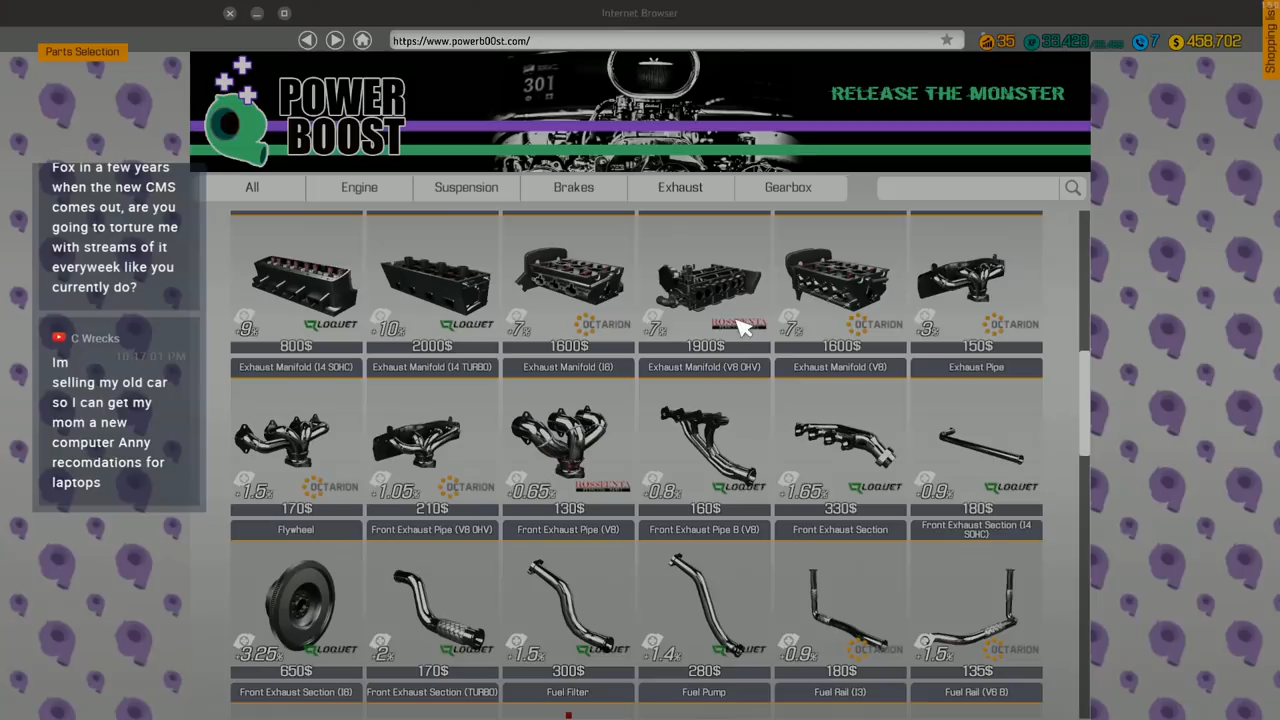 Internet Browser
Parts Selection
https://www.powerb00st.com/
35
7
458,702
Shopping list
POWER
BOOST
301
RELEASE THE MONSTER
All
Engine
Suspension
Brakes
Exhaust
Gearbox
Fox in a few years
when the new CMS
comes out, are you
going to torture me
with streams of it
everyweek like you
currently do?
C Wrecks
10:17:01 PM
Im
selling my old car
so I can get my
mom a new
computer Anny
recomdations for
laptops
+9% LOQUET
+10% LOQUET
+7% OCTARION
+7%
+7% OCTARION
+3% OCTARION
800$
2000$
1600$
1900$
1600$
150$
Exhaust Manifold (I4 SOHC)
Exhaust Manifold (I4 TURBO)
Exhaust Manifold (I6)
Exhaust Manifold (V8 OHV)
Exhaust Manifold (V8)
Exhaust Pipe
+1.5% OCTARION
+1.05% OCTARION
+0.65%
+0.8% LOQUET
+1.65% LOQUET
+0.9% LOQUET
170$
210$
130$
160$
330$
180$
Flywheel
Front Exhaust Pipe (V8 OHV)
Front Exhaust Pipe (V8)
Front Exhaust Pipe B (V8)
Front Exhaust Section
Front Exhaust Section (I4
SOHC)
+3.25% LOQUET
+2% LOQUET
+1.5% LOQUET
+1.4% LOQUET
+0.9% OCTARION
+1.5% OCTARION
650$
170$
300$
280$
180$
135$
Front Exhaust Section (I6)
Front Exhaust Section (TURBO)
Fuel Filter
Fuel Pump
Fuel Rail (I3)
Fuel Rail (V6 B)